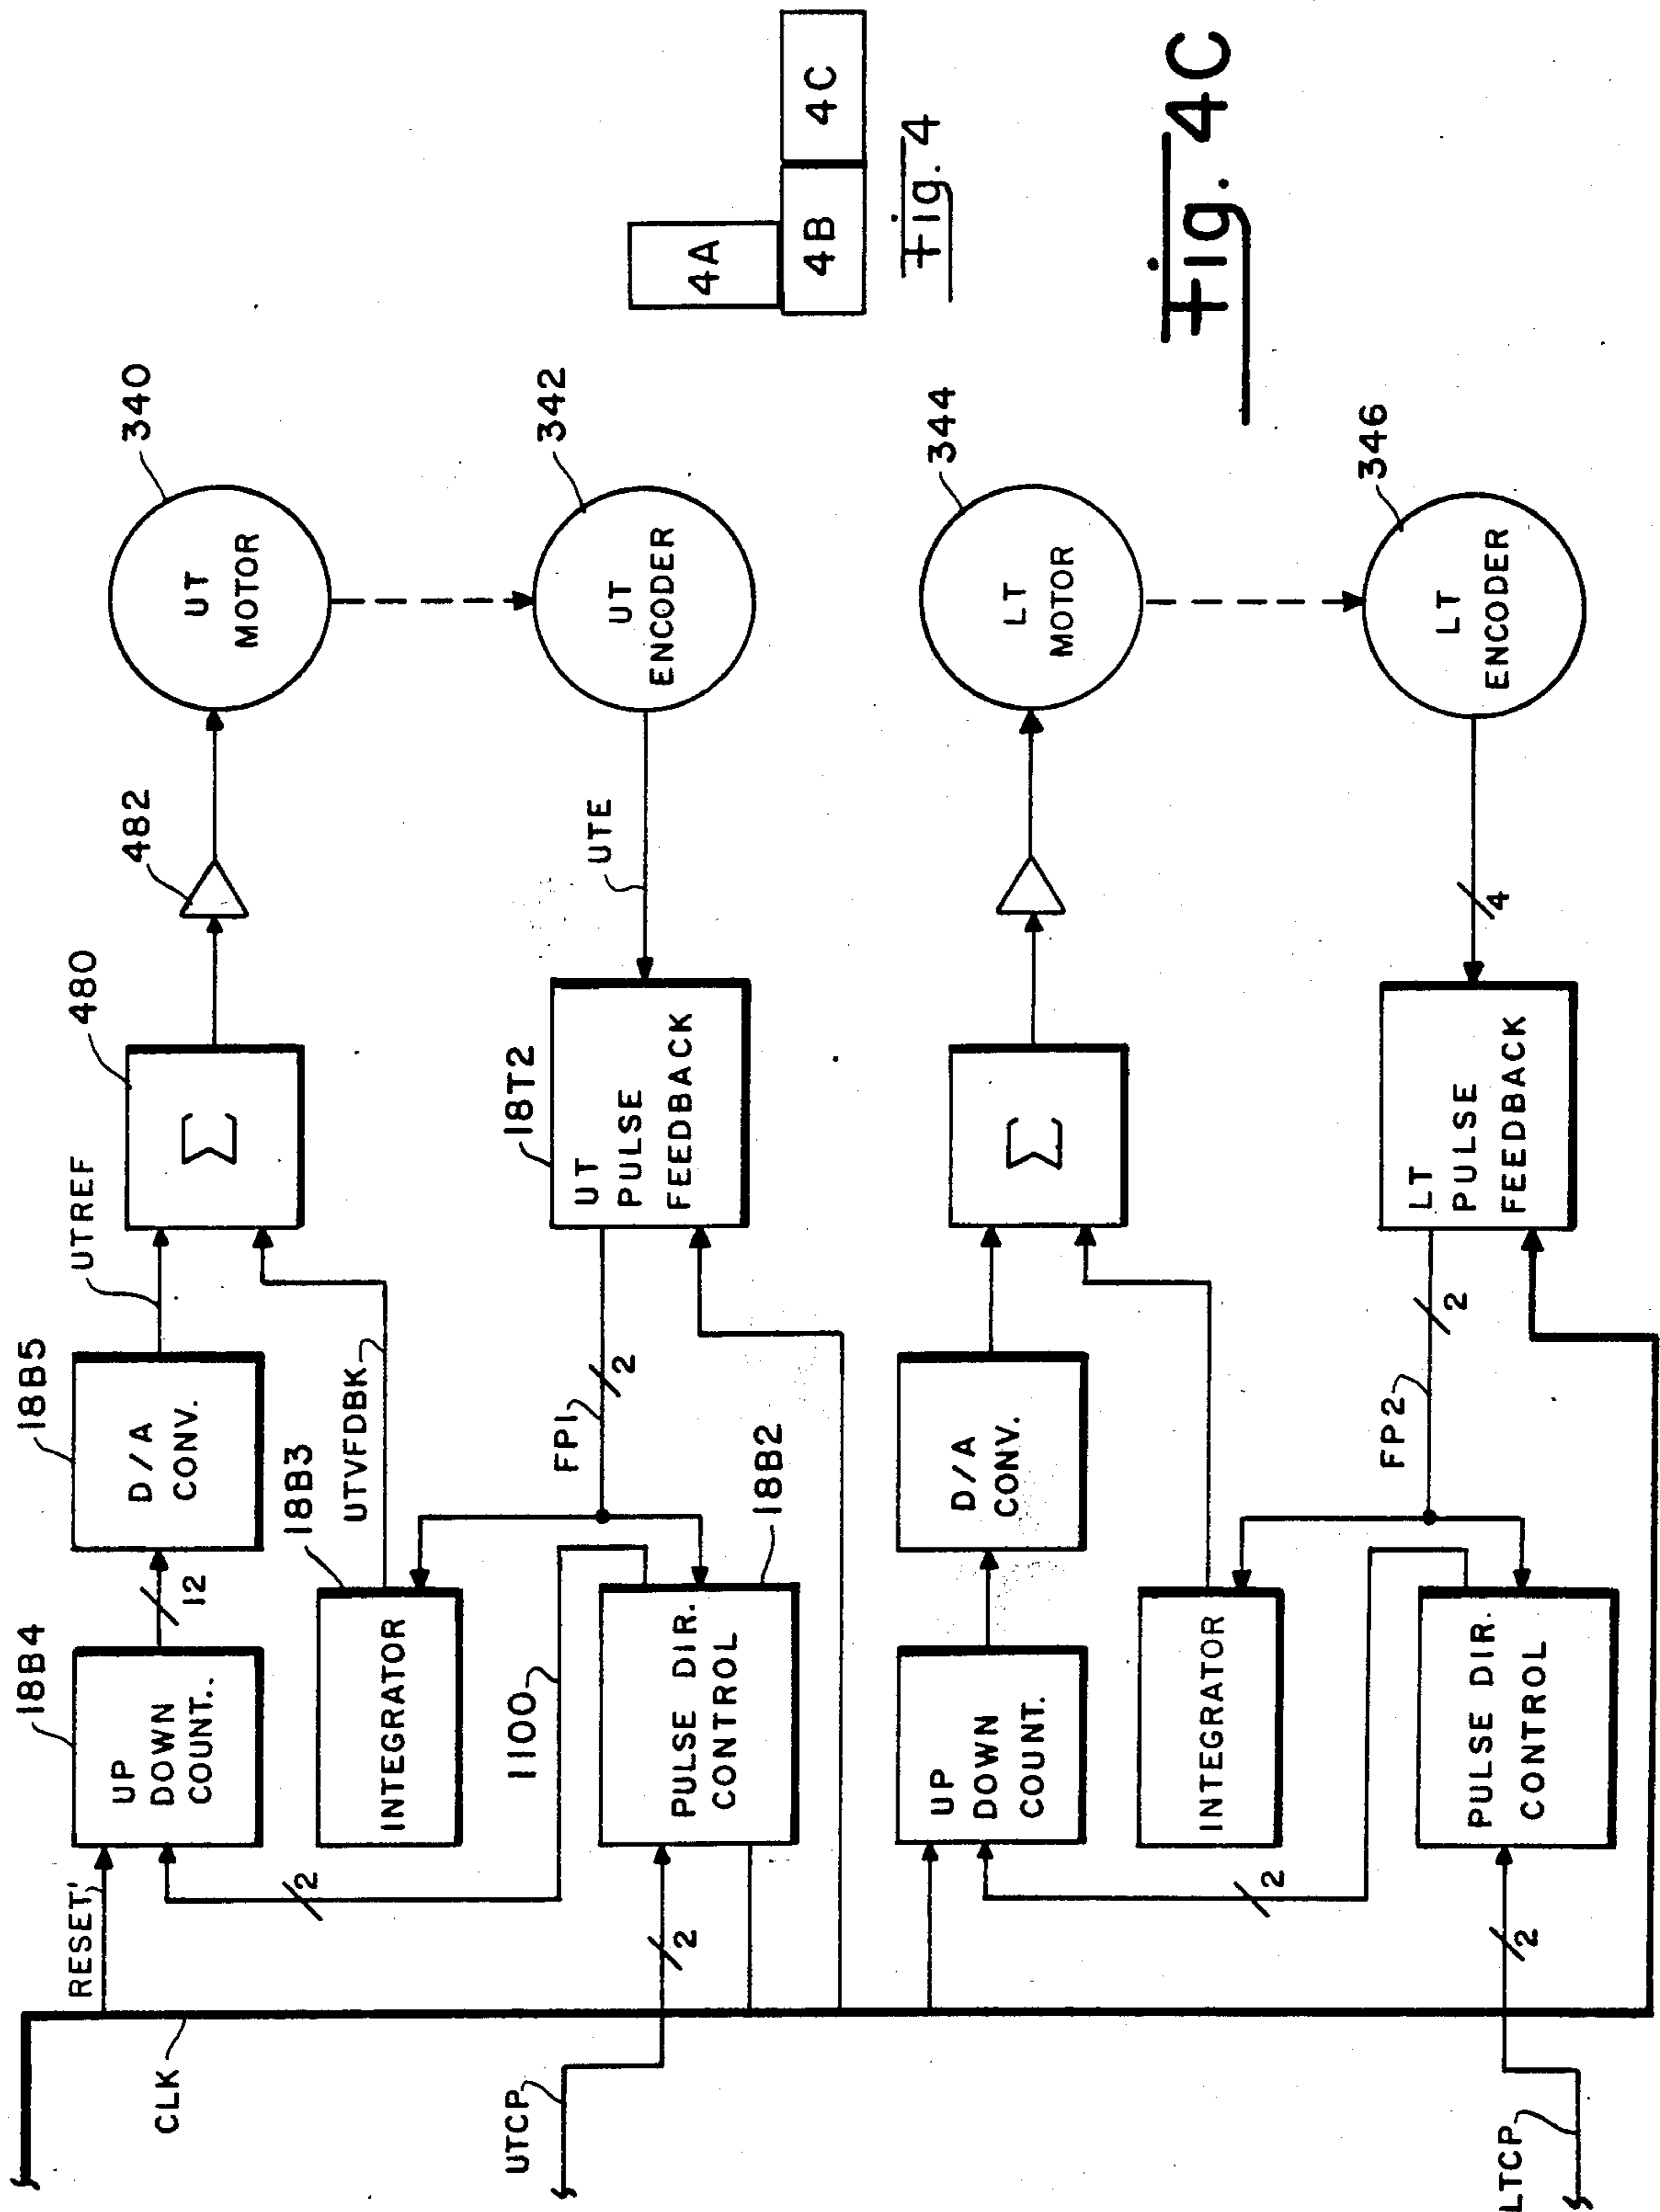 18B4
18B5
UTREF
480
482
340
RESET'
UP
DOWN
COUNT..
12
D/A
CONV.
Σ
UT
MOTOR
CLK
18B3
INTEGRATOR
UTVFDBK
2
1100
FP1
2
18T2
UT
PULSE
FEEDBACK
UTE
342
UT
ENCODER
UTCP
2
PULSE DIR.
CONTROL
18B2
344
UP
DOWN
COUNT.
D/A
CONV.
Σ
LT
MOTOR
INTEGRATOR
2
FP2
2
LT
PULSE
FEEDBACK
4
346
LT
ENCODER
LTCP
2
PULSE DIR.
CONTROL
4A
4B
4C
Fig. 4
Fig. 4C